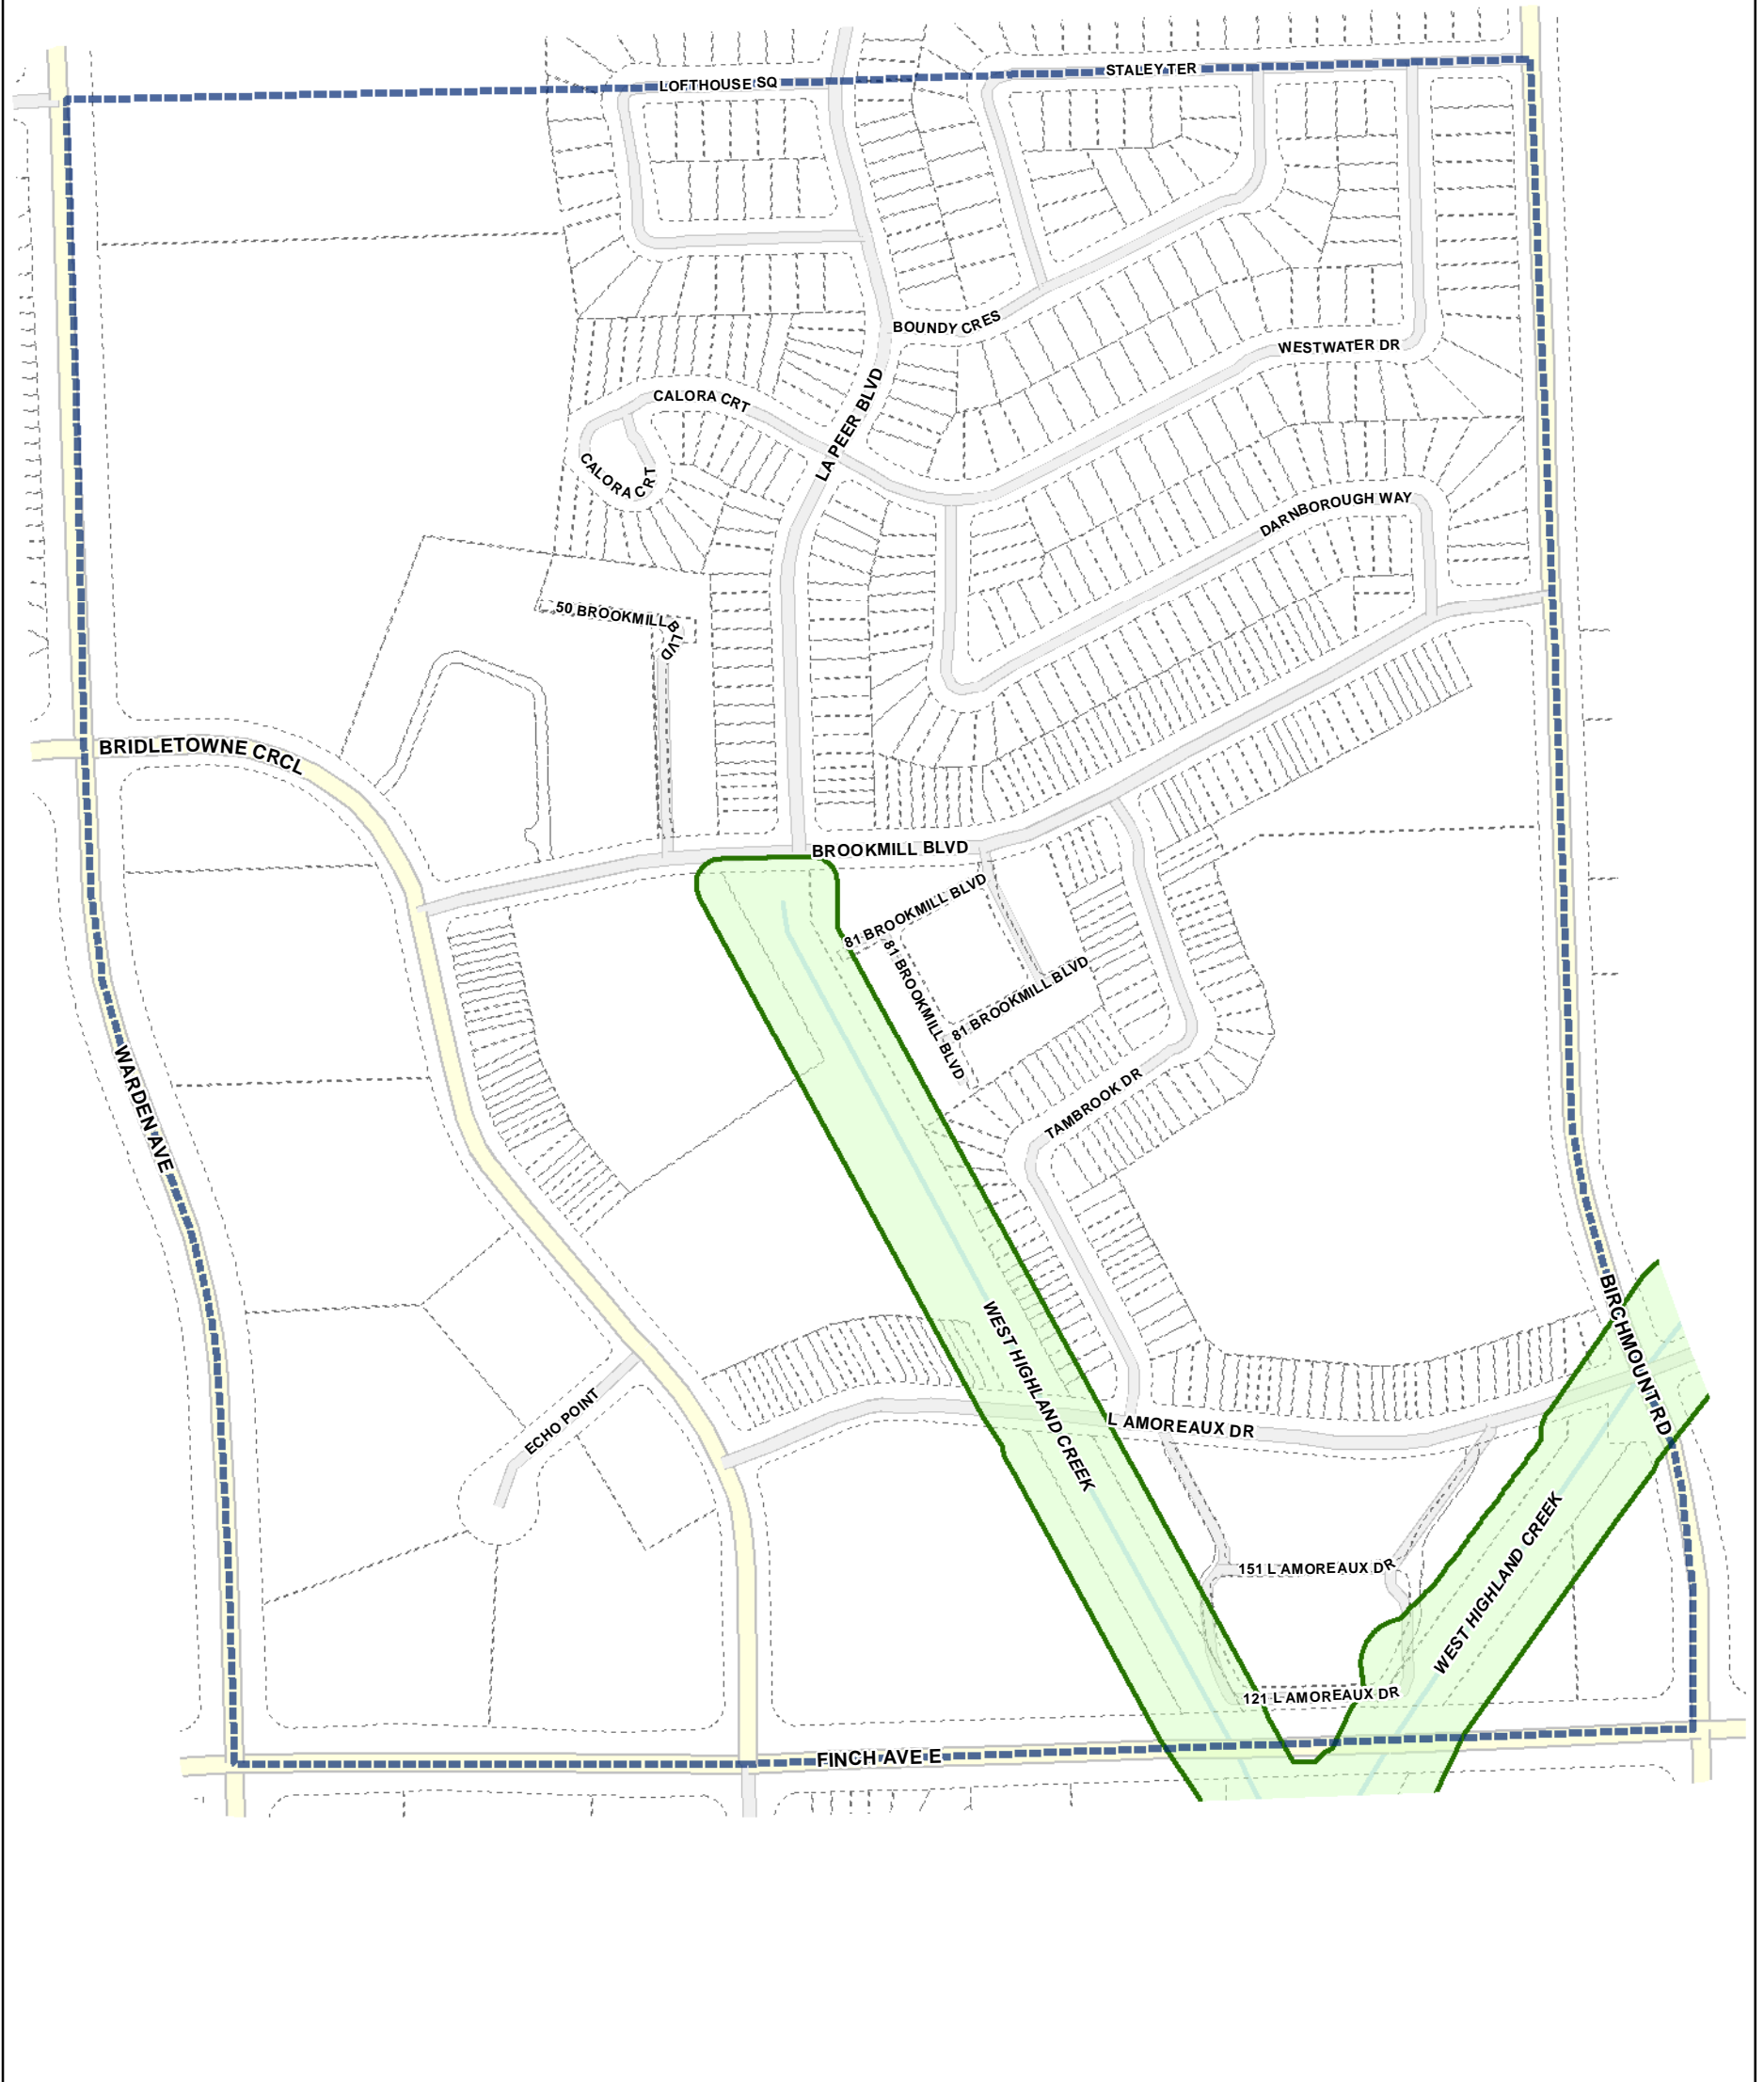 STALEY TER
LOFTHOUSE SQ
BOUNDY CRES
WESTWATER DR
CALORA CRT
LA PEER BLVD
CALORA CRT
DARNBOROUGH WAY
50 BROOKMILL BLVD
BRIDLETOWNE CRCL
BROOKMILL BLVD
81 BROOKMILL BLVD
81 BROOKMILL BLVD
81 BROOKMILL BLVD
WARDEN AVE
TAMBROOK DR
WEST HIGHLAND CREEK
BIRCHMOUNT RD
ECHO POINT
L AMOREAUX DR
WEST HIGHLAND CREEK
151 L AMOREAUX DR
121 L AMOREAUX DR
FINCH AVE E